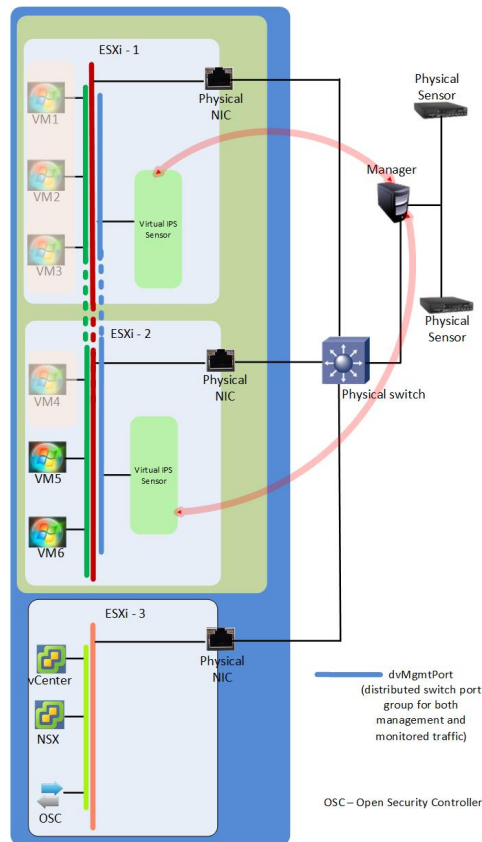 ESXi - 1
VM1
VM2
VM3
Virtual IPS
Sensor
Physical
NIC
Physical
Sensor
Manager
Physical
Sensor
ESXi - 2
VM4
VM5
VM6
Virtual IPS
Sensor
Physical
NIC
Physical switch
ESXi - 3
vCenter
NSX
OSC
Physical
NIC
dvMgmtPort
(distributed switch port
group for both
management and
monitored traffic)
OSC – Open Security Controller